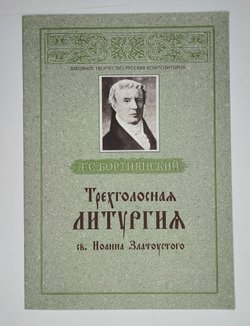 ДУХОВНОЕ ТВОРЧЕСТВО РУССКИХ КОМПОЗИТОРОВ
Д.С.БОРТНЯНСКИЙ
Трехголосная
ЛИТУРГИЯ
св. Иоанна Златоустого